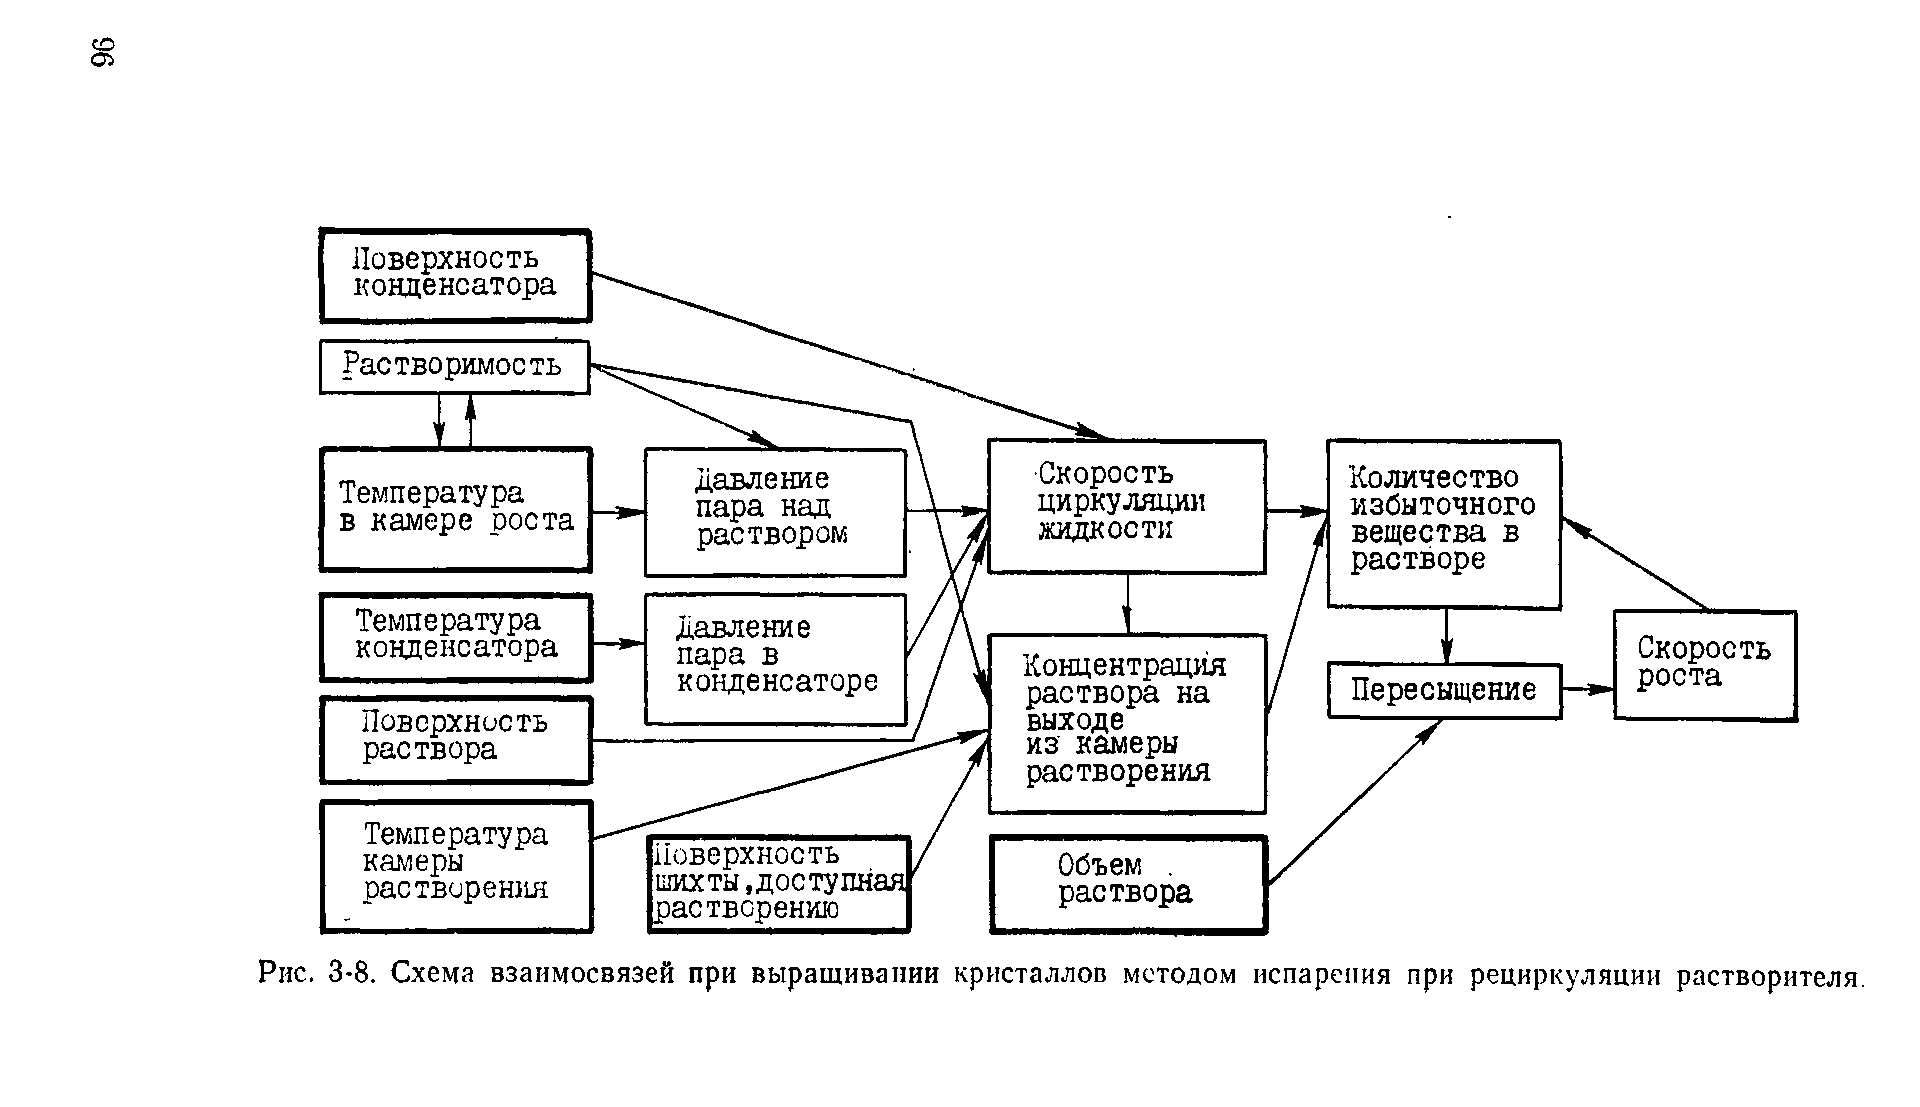 96
Поверхность
конденсатора
Растворимость
Температура
в камере роста
Давление
пара над
раствором
Скорость
циркуляции
жидкости
Количество
избыточного
вещества в
растворе
Температура
конденсатора
Давление
пара в
конденсаторе
Концентрация
раствора на
выходе
из камеры
растворения
Пересыщение
Скорость
роста
Поверхность
раствора
Температура
камеры
растворения
Поверхность
шихты, доступная
растворению
Объем
раствора
Рис. 3-8. Схема взаимосвязей при выращивании кристаллов методом испарения при рециркуляции растворителя.